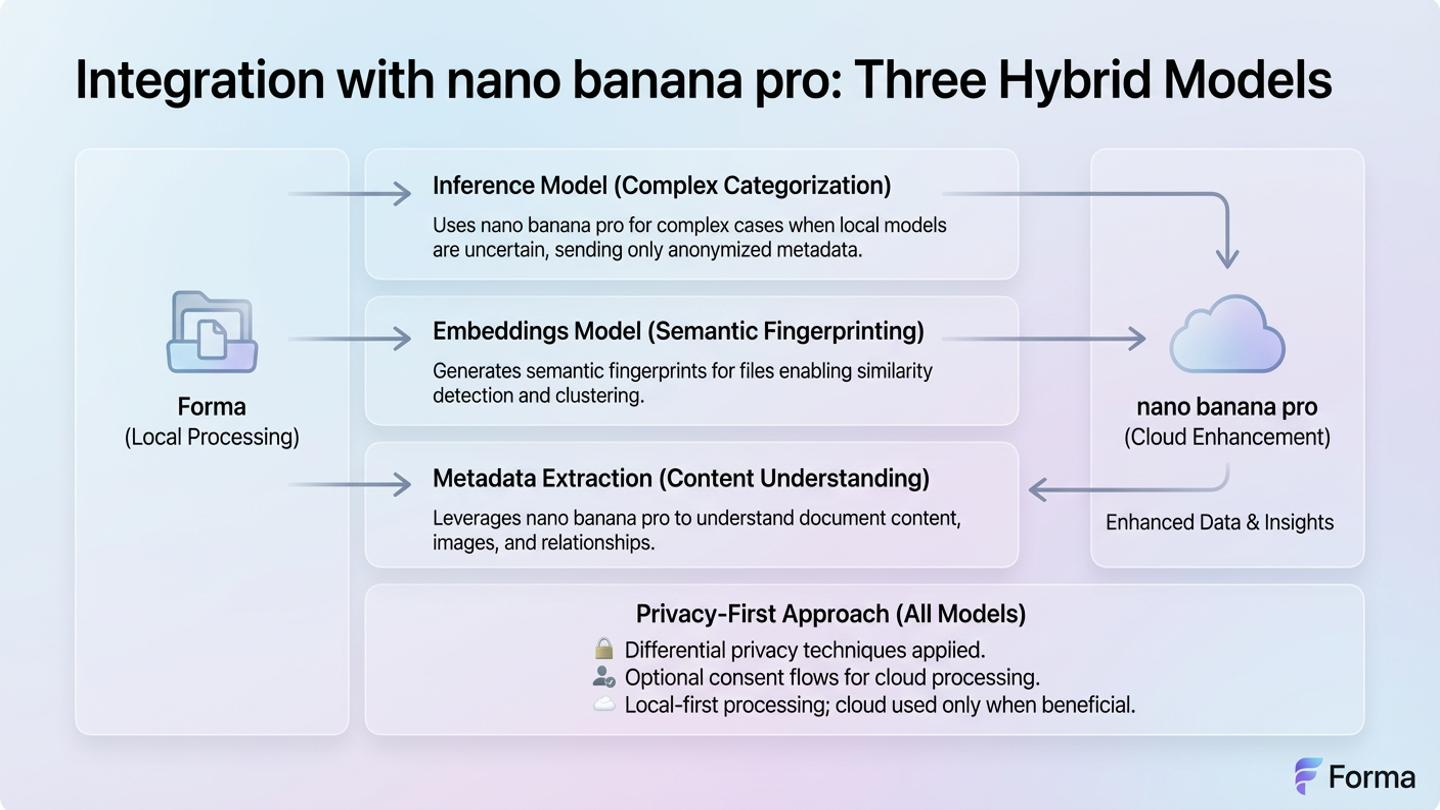 Integration with nano banana pro: Three Hybrid Models
Forma
(Local Processing)
Inference Model (Complex Categorization)
Uses nano banana pro for complex cases when local models
are uncertain, sending only anonymized metadata.
Embeddings Model (Semantic Fingerprinting)
Generates semantic fingerprints for files enabling similarity
detection and clustering.
Metadata Extraction (Content Understanding)
Leverages nano banana pro to understand document content,
images, and relationships.
nano banana pro
(Cloud Enhancement)
Enhanced Data & Insights
Privacy-First Approach (All Models)
Differential privacy techniques applied.
Optional consent flows for cloud processing.
Local-first processing; cloud used only when beneficial.
Forma